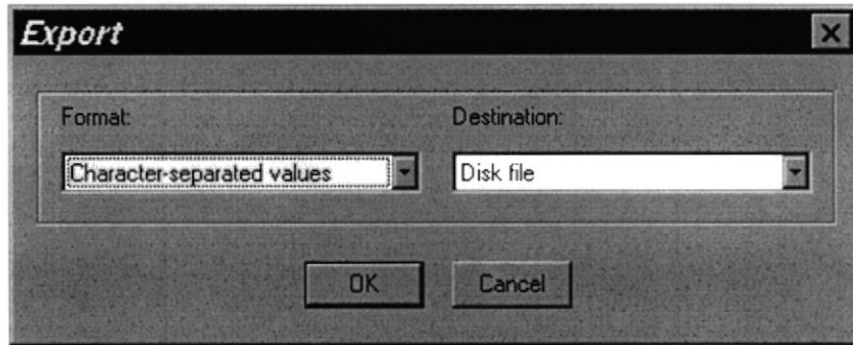 Export
Format:
Destination:
Character-separated values
Disk file
OK
Cancel